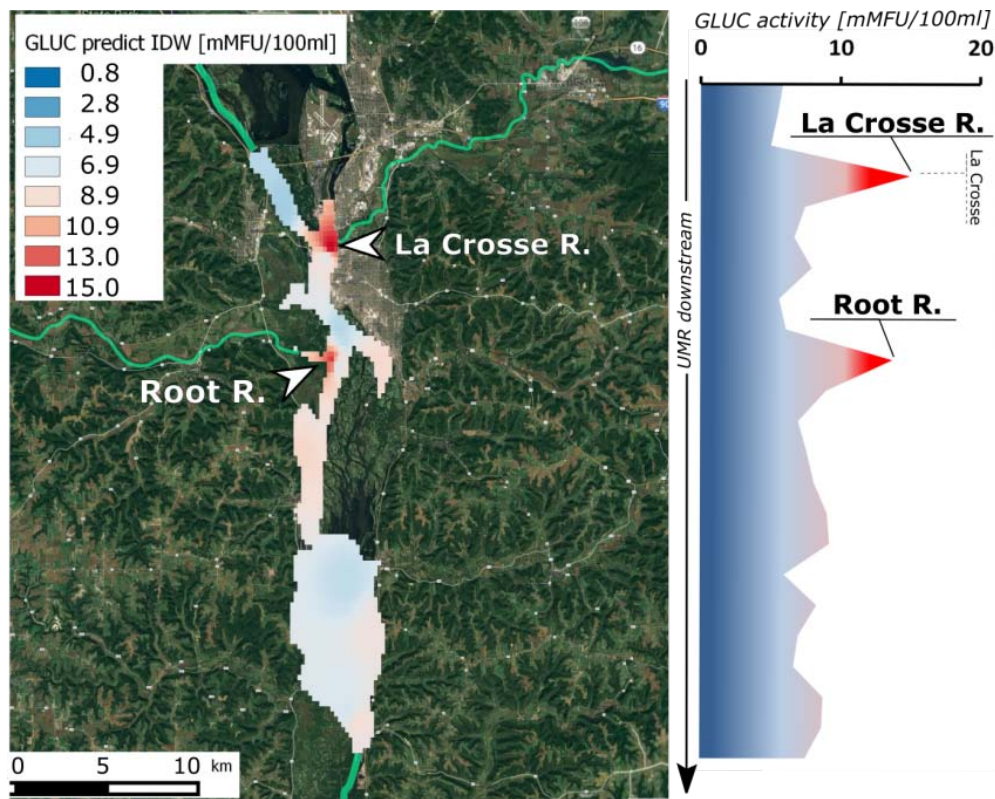 GLUC predict IDW [mMFU/100ml]
0.8
2.8
4.9
6.9
8.9
10.9
13.0
15.0
16
90
La Crosse R.
Root R.
0 5 10 km
GLUC activity [mMFU/100ml]
0 10 20
La Crosse R.
La Crosse
Root R.
UMR downstream